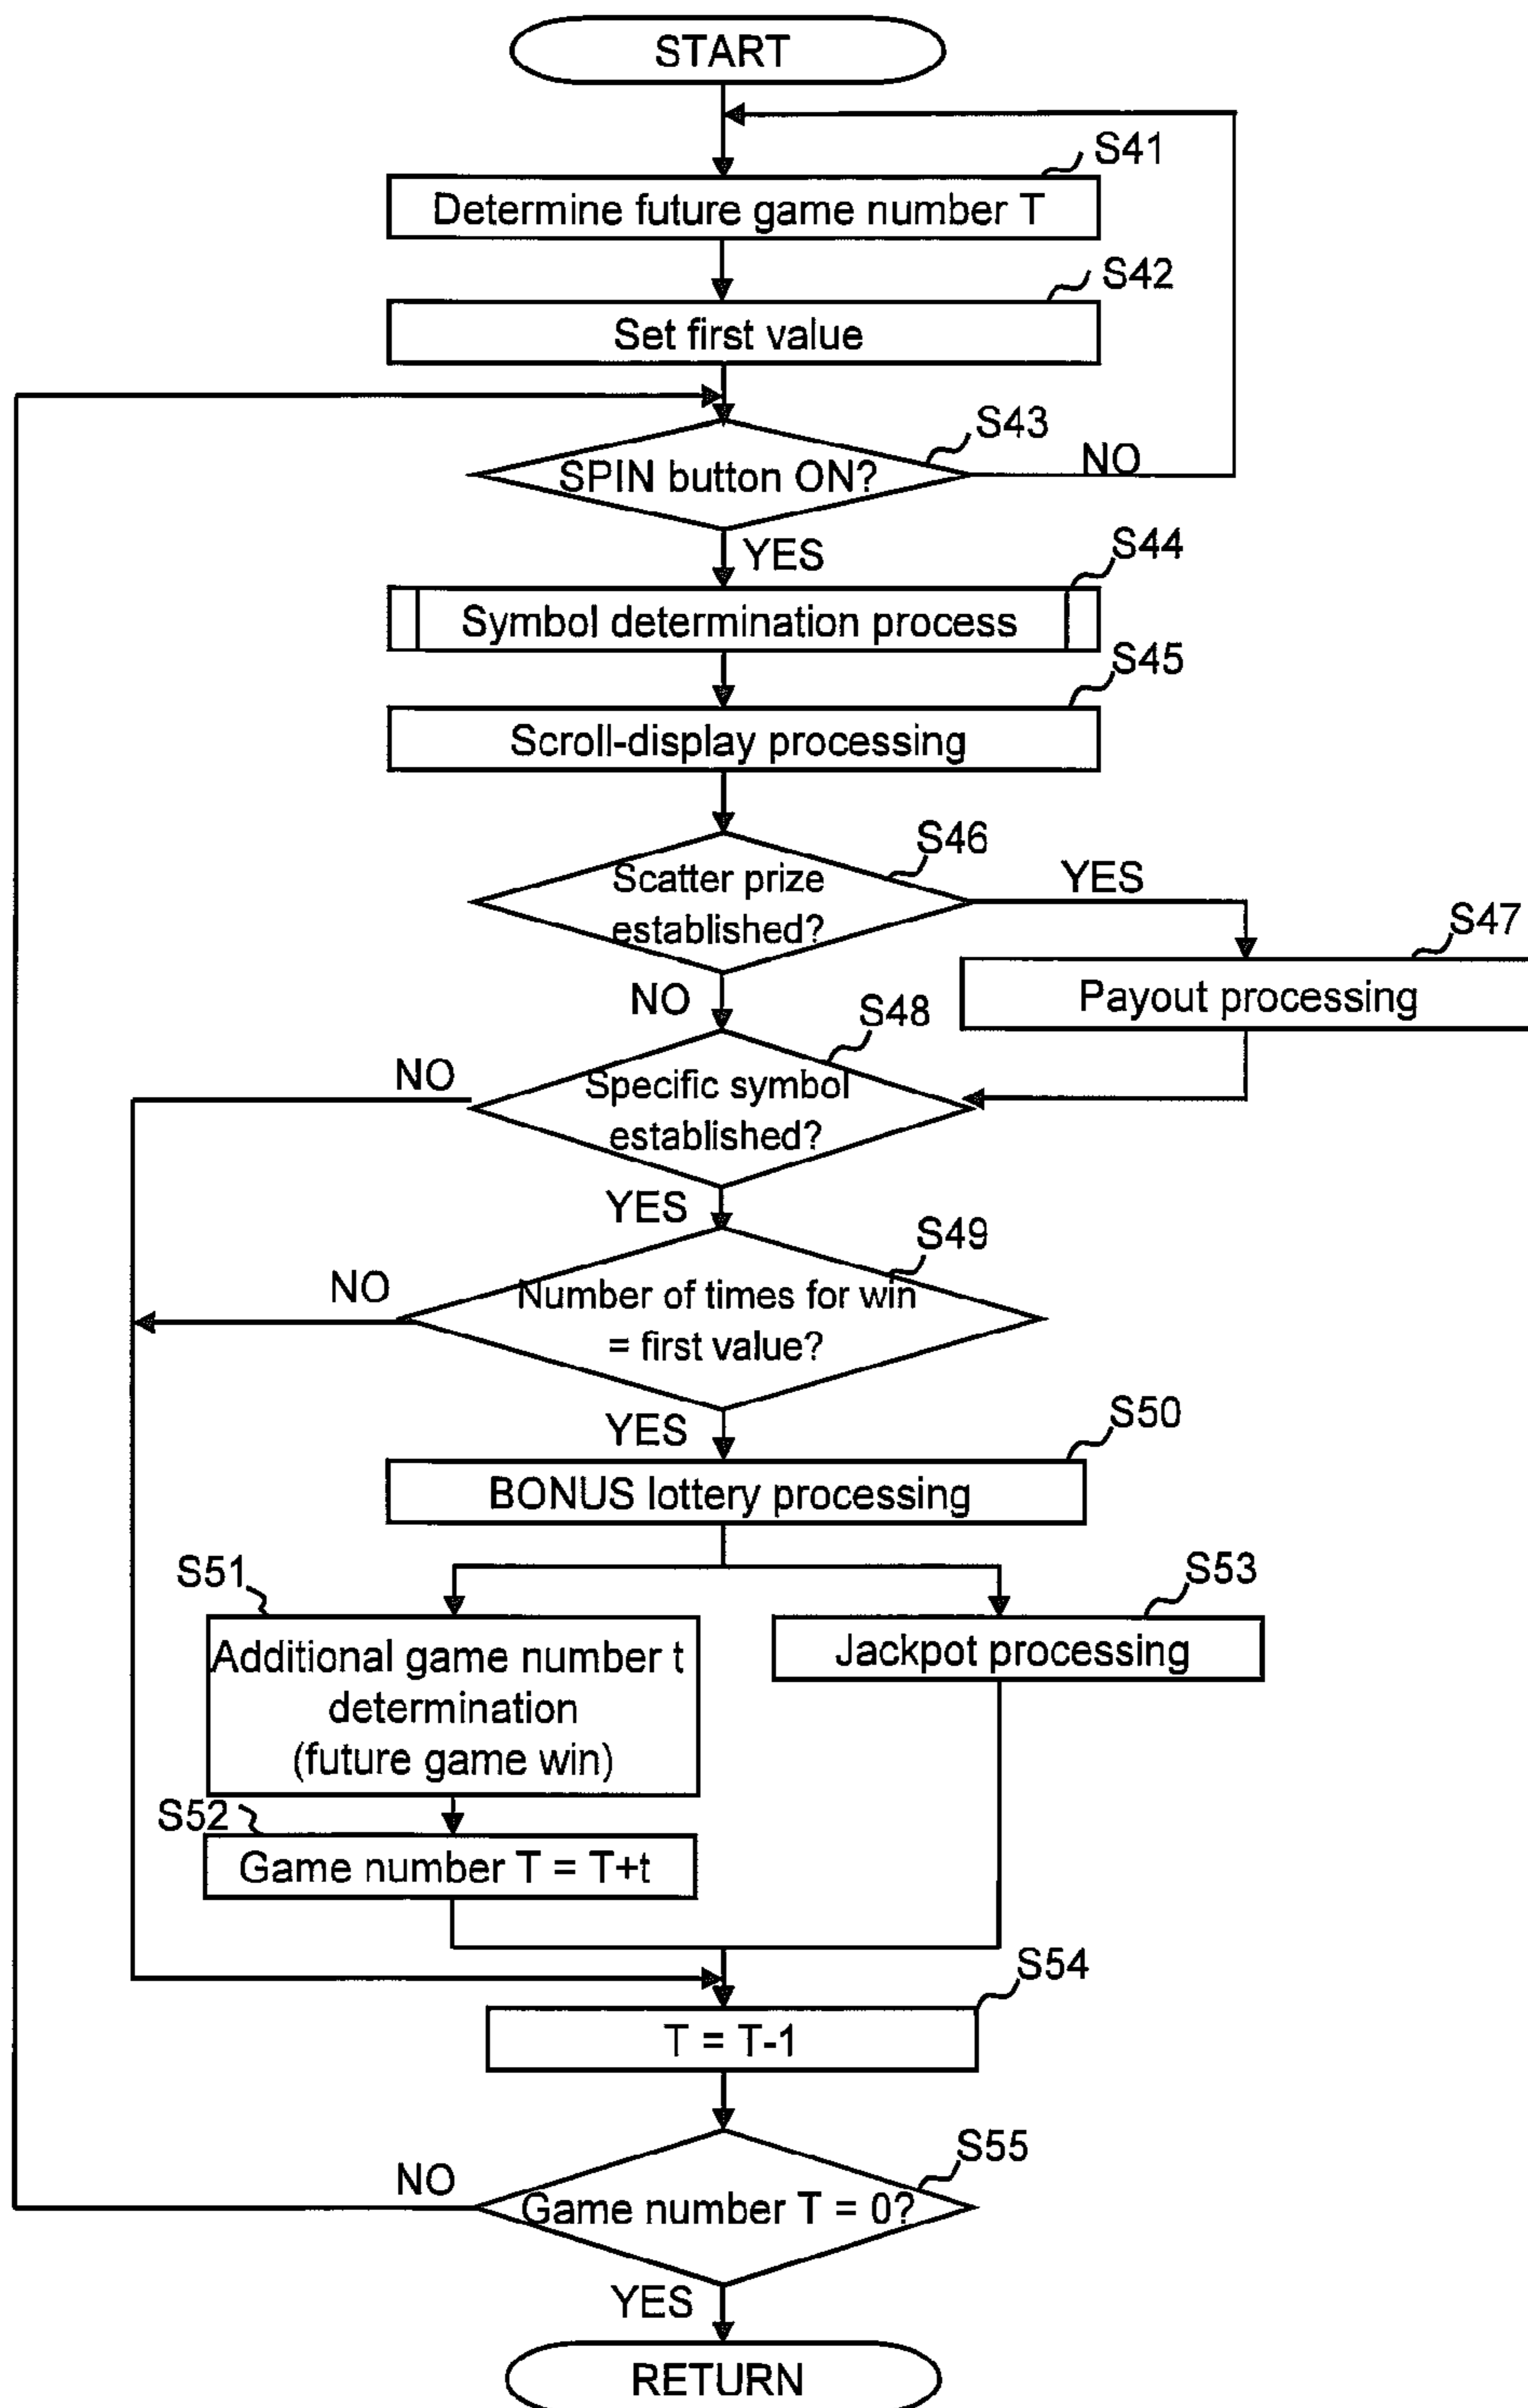 START
S41
Determine future game number T
S42
Set first value
S43
SPIN button ON?
NO
YES
S44
Symbol determination process
S45
Scroll-display processing
S46
Scatter prize
established?
YES
S47
Payout processing
NO
S48
NO
Specific symbol
established?
YES
S49
NO
Number of times for win
= first value?
YES
S50
BONUS lottery processing
S51
S53
Additional game number t
determination
(future game win)
Jackpot processing
S52
Game number T = T+t
S54
T = T-1
S55
NO
Game number T = 0?
YES
RETURN